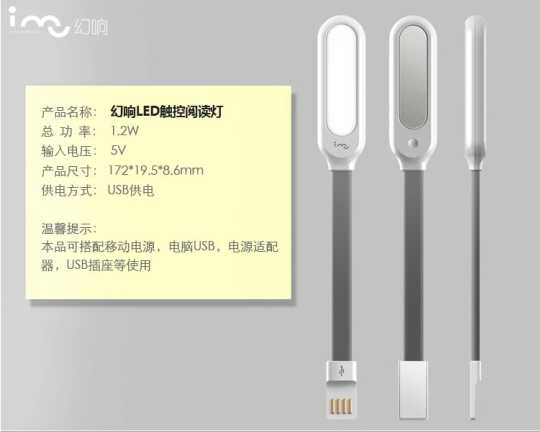 imu 幻响
产品名称： 幻响LED触控阅读灯
总 功 率： 1.2W
输入电压： 5V
产品尺寸： 172*19.5*8.6mm
供电方式： USB供电
温馨提示：
本品可搭配移动电源，电脑USB，电源适配
器，USB插座等使用
imu